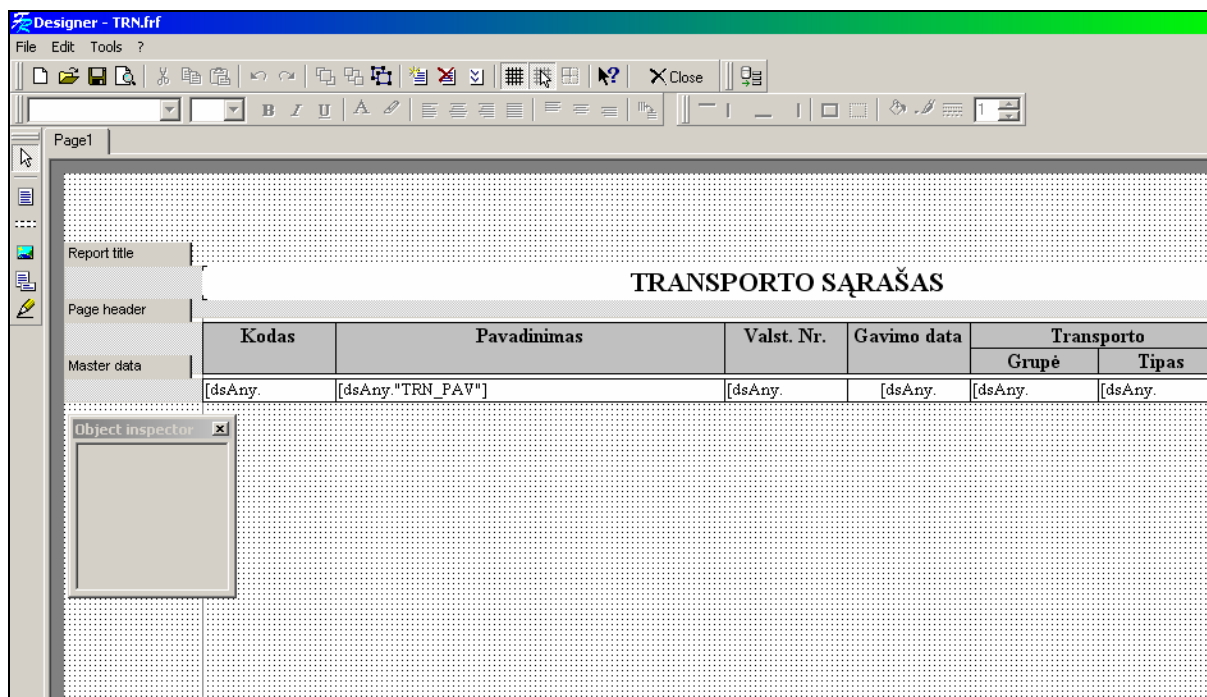 Designer - TRN.frf
File Edit Tools ?
Close
B I U A 1
Page1
Report title
TRANSPORTO SĄRAŠAS
Page header
Kodas Pavadinimas Valst. Nr. Gavimo data Transporto
Grupė Tipas
Master data
[dsAny. [dsAny."TRN_PAV"] [dsAny. [dsAny. [dsAny. [dsAny.
Object inspector